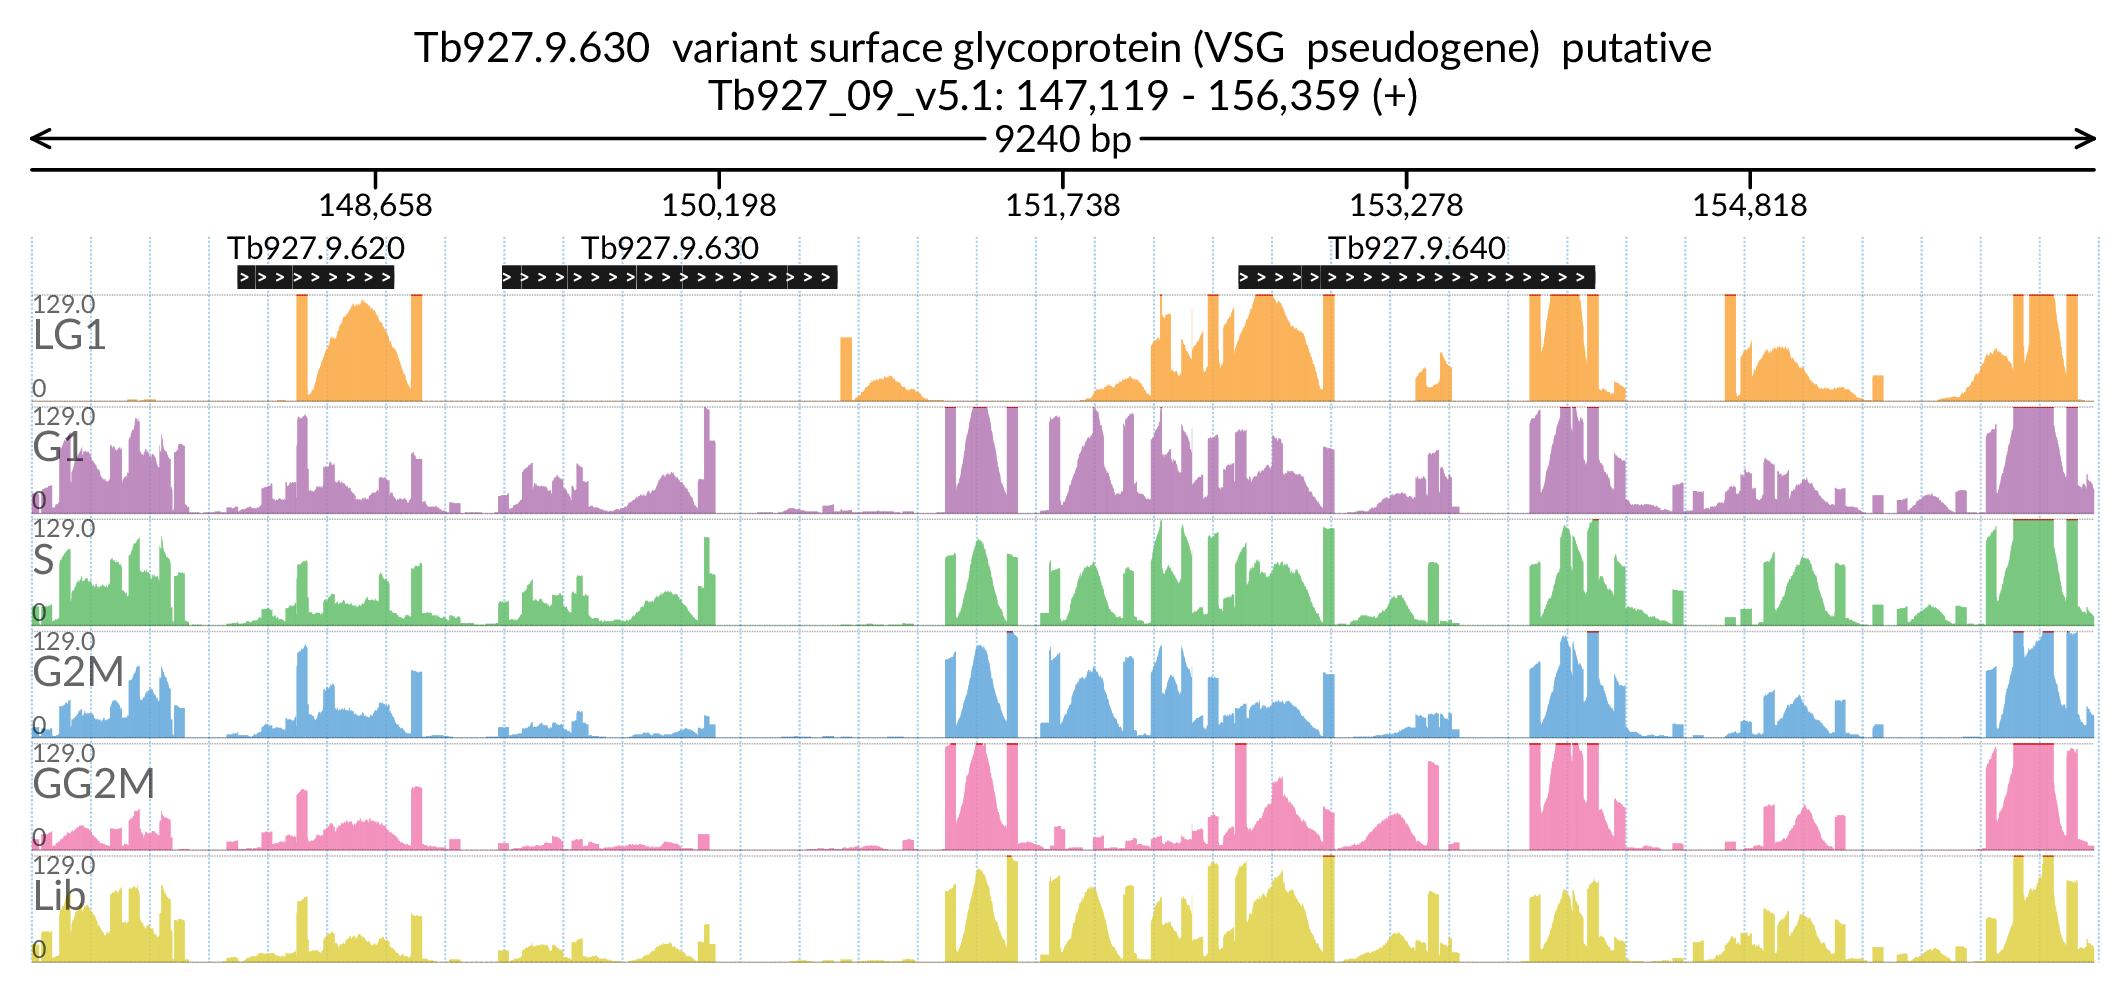 Tb927.9.630 variant surface glycoprotein (VSG pseudogene) putative
Tb927_09_v5.1: 147,119 - 156,359 (+)
9240 bp
148,658 150,198 151,738 153,278 154,818
Tb927.9.620 Tb927.9.630 Tb927.9.640
129.0
LG1
0
129.0
G1
0
129.0
S
0
129.0
G2M
0
129.0
GG2M
0
129.0
Lib
0